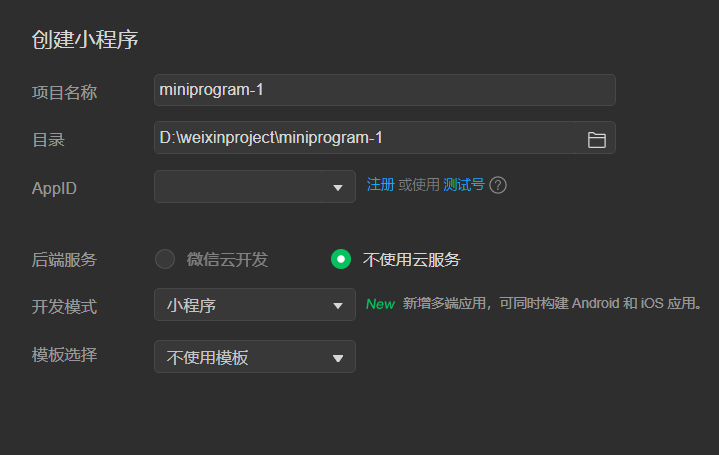 创建小程序
项目名称 miniprogram-1
目录 D:\weixinproject\miniprogram-1
AppID 注册 或使用 测试号 ?
后端服务 微信云开发 不使用云服务
开发模式 小程序 New 新增多端应用，可同时构建 Android 和 iOS 应用。
模板选择 不使用模板